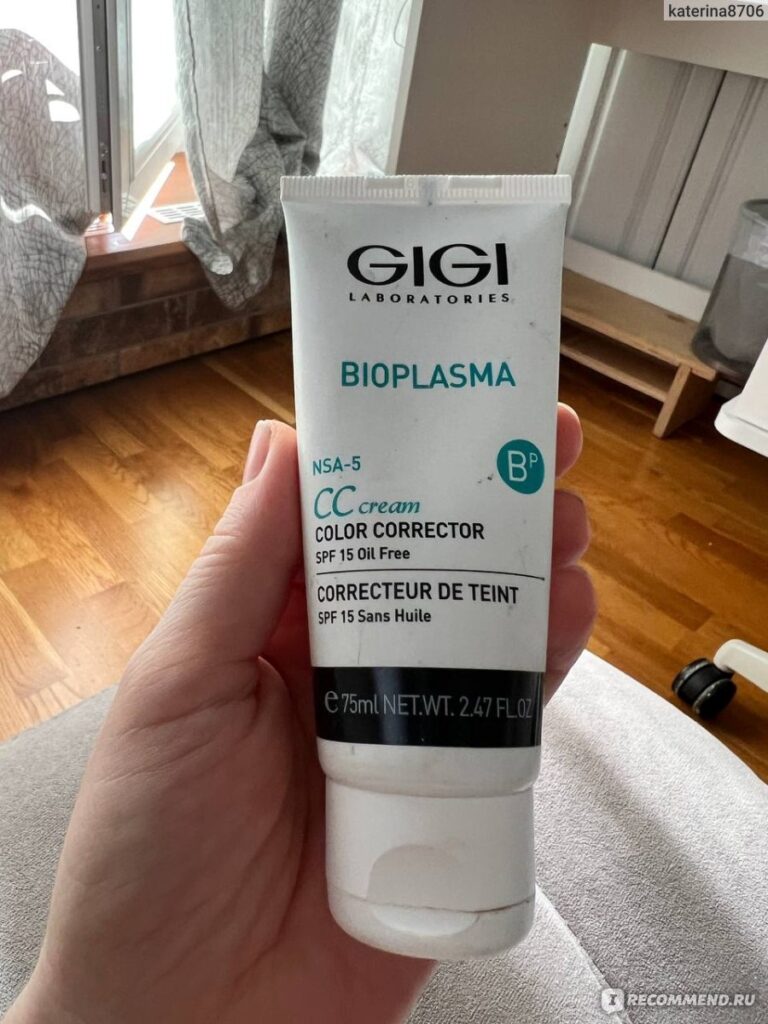 katerina8706
GIGI
LABORATORIES
BIOPLASMA
NSA-5
BP
CC cream
COLOR CORRECTOR
SPF 15 Oil Free
CORRECTEUR DE TEINT
SPF 15 Sans Huile
e 75ml NET.WT. 2.47 FL.OZ
IRECOMMEND.RU